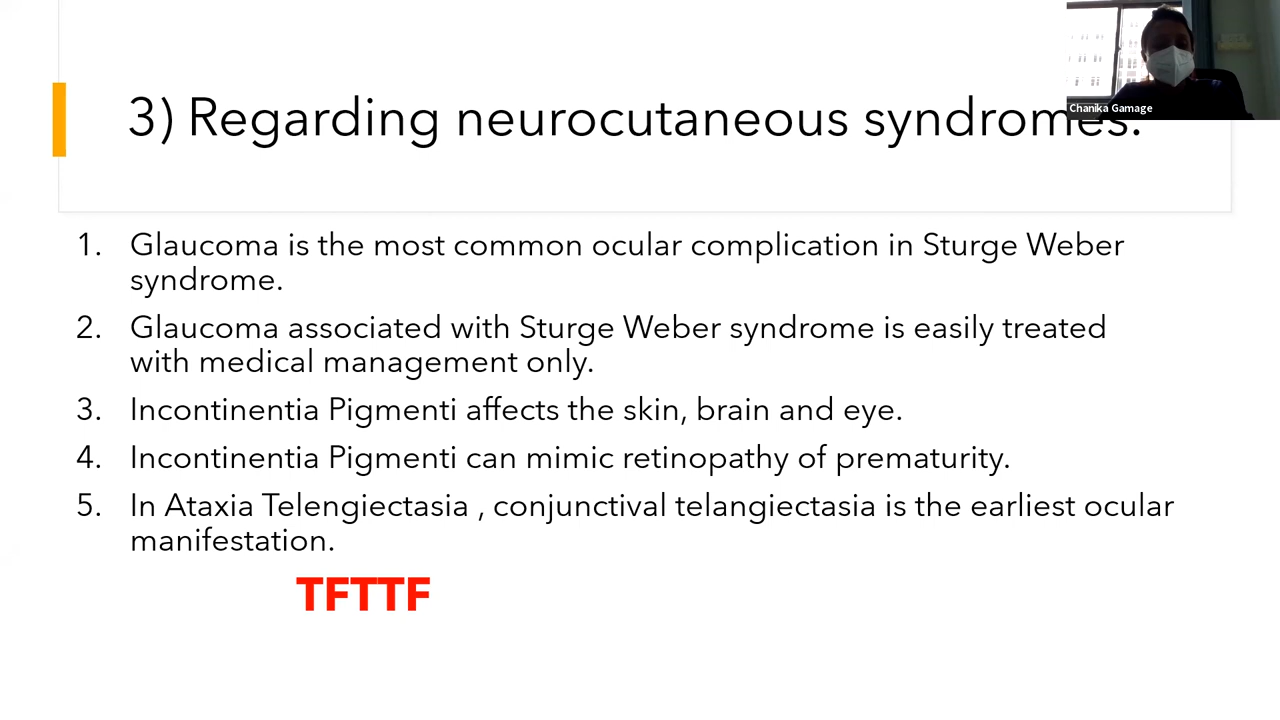 Chanika Gamage
3) Regarding neurocutaneous syndromes.
1. Glaucoma is the most common ocular complication in Sturge Weber
syndrome.
2. Glaucoma associated with Sturge Weber syndrome is easily treated
with medical management only.
3. Incontinentia Pigmenti affects the skin, brain and eye.
4. Incontinentia Pigmenti can mimic retinopathy of prematurity.
5. In Ataxia Telengiectasia , conjunctival telangiectasia is the earliest ocular
manifestation.
TFTTF